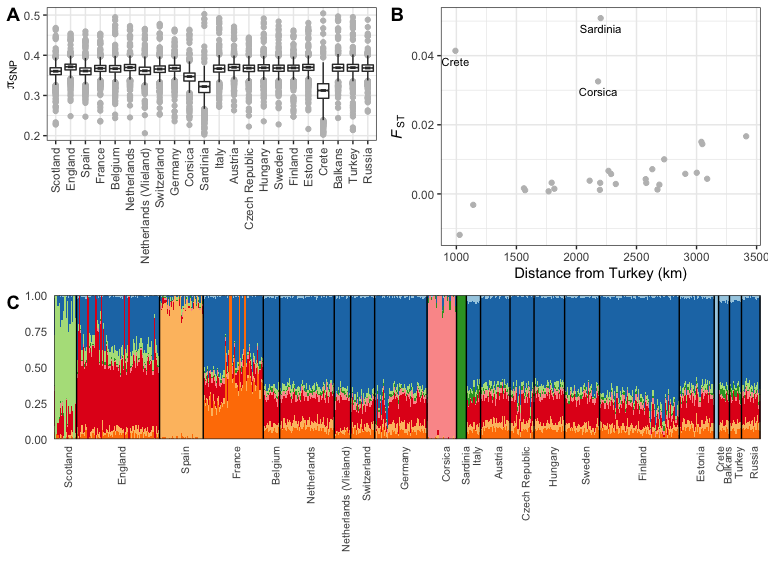 A
0.5
0.4
0.3
0.2
πSNP
Scotland
England
Spain
France
Belgium
Netherlands
Netherlands (Vlieland)
Switzerland
Germany
Corsica
Sardinia
Italy
Austria
Czech Republic
Hungary
Sweden
Finland
Estonia
Crete
Balkans
Turkey
Russia
B
0.04
0.02
0.00
FST
Sardinia
Crete
Corsica
1000
1500
2000
2500
3000
3500
Distance from Turkey (km)
C
1.00
0.75
0.50
0.25
0.00
Scotland
England
Spain
France
Belgium
Netherlands
Netherlands (Vlieland)
Switzerland
Germany
Corsica
Sardinia
Italy
Austria
Czech Republic
Hungary
Sweden
Finland
Estonia
Crete
Balkans
Turkey
Russia